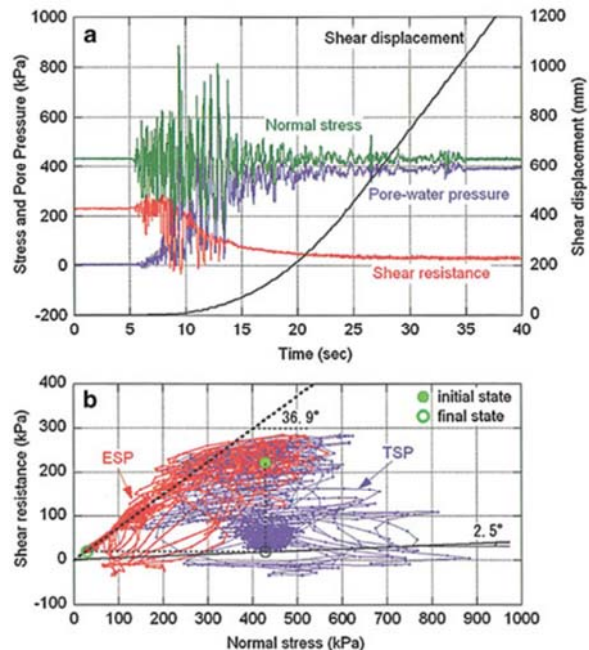 a
1000
800
600
400
200
0
-200
Stress and Pore Pressure (kPa)
1200
1000
800
600
400
200
0
Shear displacement (mm)
Shear displacement
Normal stress
Pore-water pressure
Shear resistance
0 5 10 15 20 25 30 35 40
Time (sec)
b
400
300
200
100
0
-100
Shear resistance (kPa)
36.9°
initial state
final state
ESP
TSP
2.5°
0 100 200 300 400 500 600 700 800 900 1000
Normal stress (kPa)